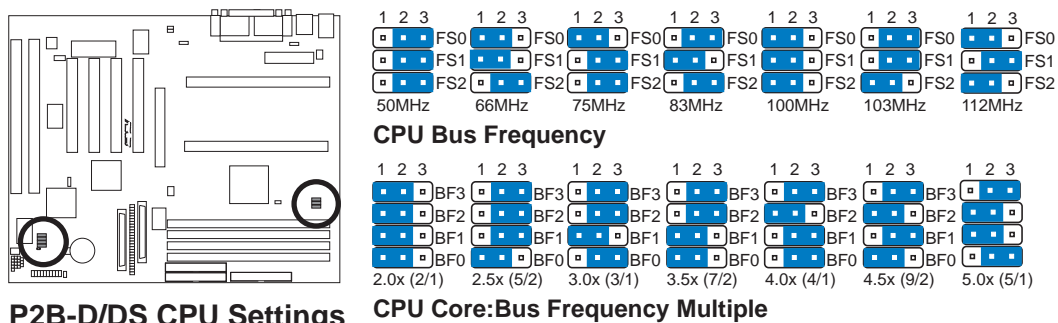 1 2 3 1 2 3 1 2 3 1 2 3 1 2 3 1 2 3 1 2 3
FS0 FS0 FS0 FS0 FS0 FS0 FS0
FS1 FS1 FS1 FS1 FS1 FS1 FS1
FS2 FS2 FS2 FS2 FS2 FS2 FS2
50MHz 66MHz 75MHz 83MHz 100MHz 103MHz 112MHz
CPU Bus Frequency
1 2 3 1 2 3 1 2 3 1 2 3 1 2 3 1 2 3 1 2 3
BF3 BF3 BF3 BF3 BF3 BF3
BF2 BF2 BF2 BF2 BF2 BF2
BF1 BF1 BF1 BF1 BF1 BF1
BF0 BF0 BF0 BF0 BF0 BF0
2.0x (2/1) 2.5x (5/2) 3.0x (3/1) 3.5x (7/2) 4.0x (4/1) 4.5x (9/2) 5.0x (5/1)
CPU Core:Bus Frequency Multiple
P2B-D/DS CPU Settings